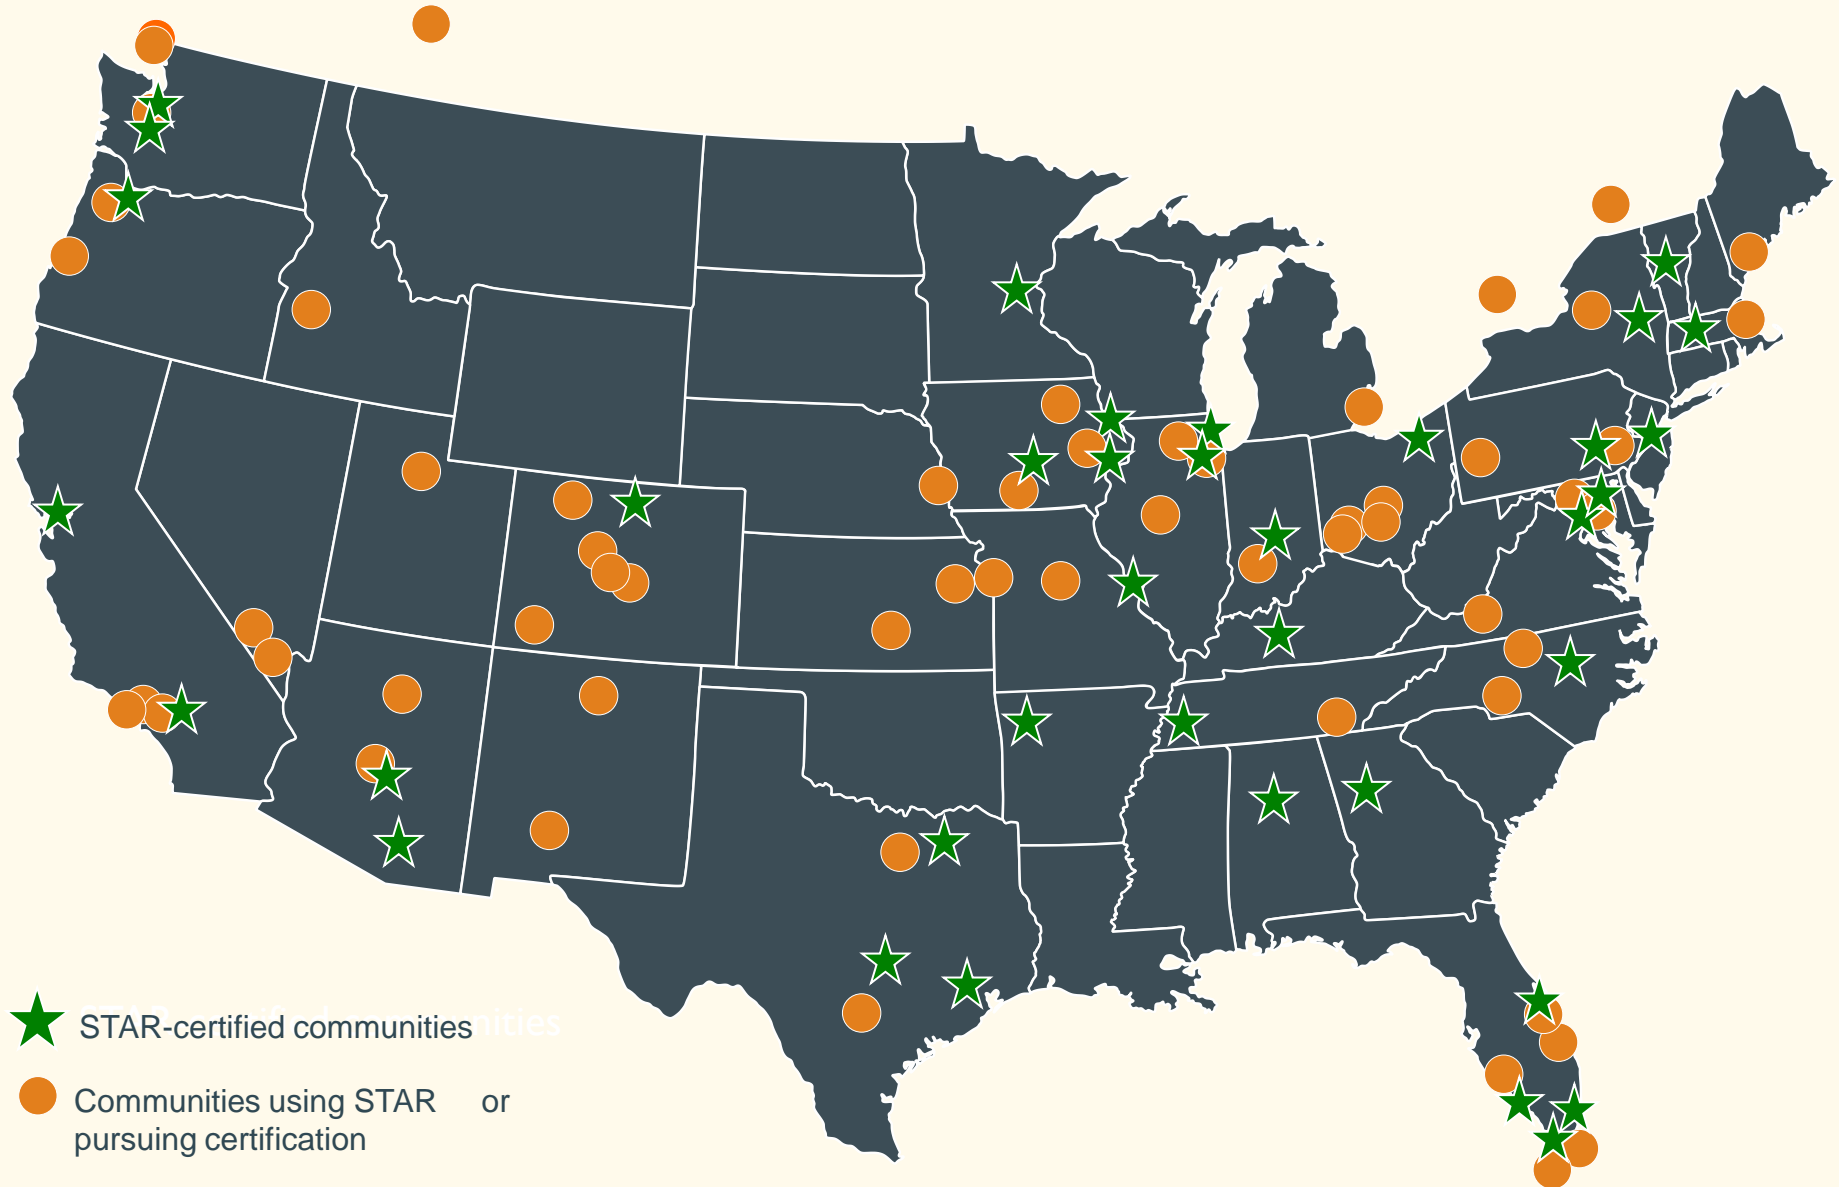 STAR-certified communities
Communities using STAR or
pursuing certification